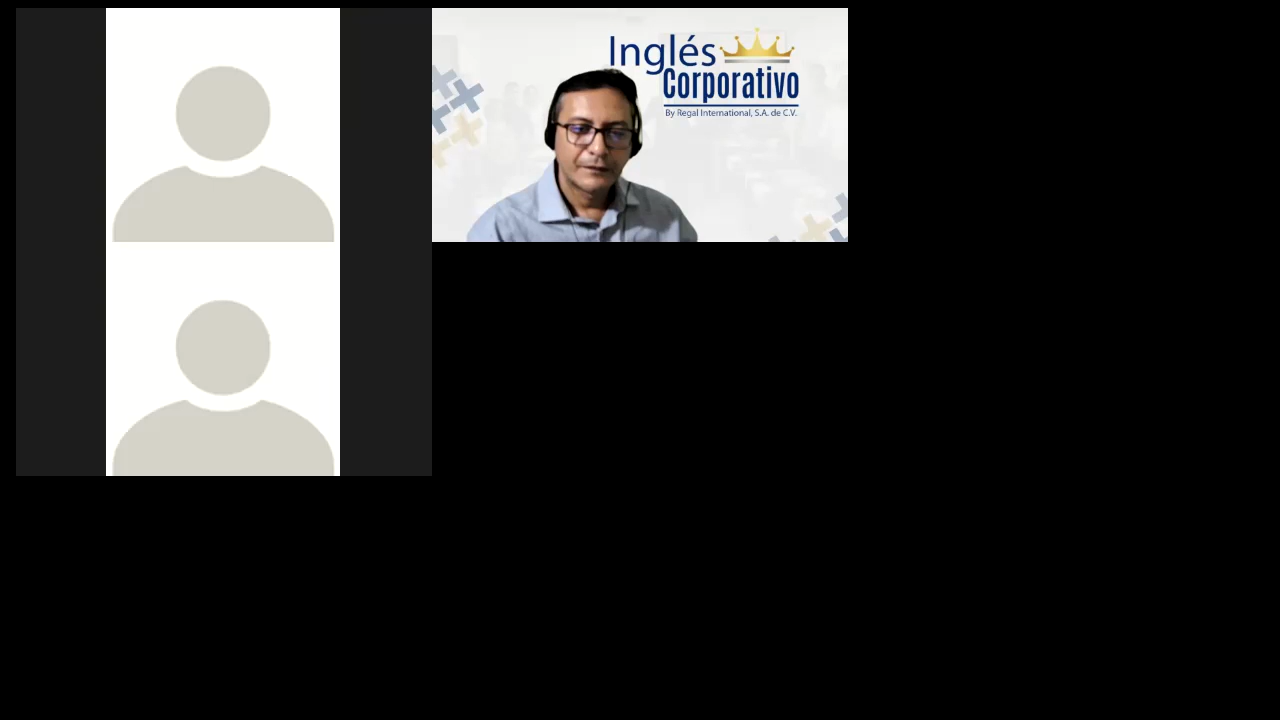 Inglés
Corporativo
By Regal International, S.A. de C.V.